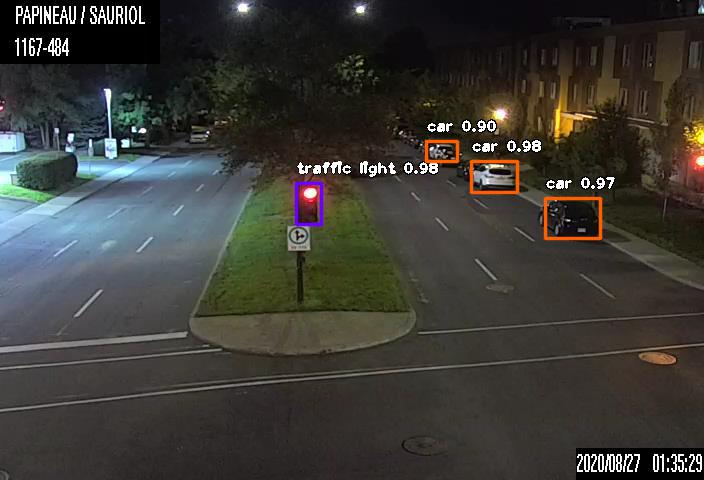 PAPINEAU / SAURIOL
1167-484
car 0.90
car 0.98
traffic light 0.98
car 0.97
2020/08/27 01:35:29